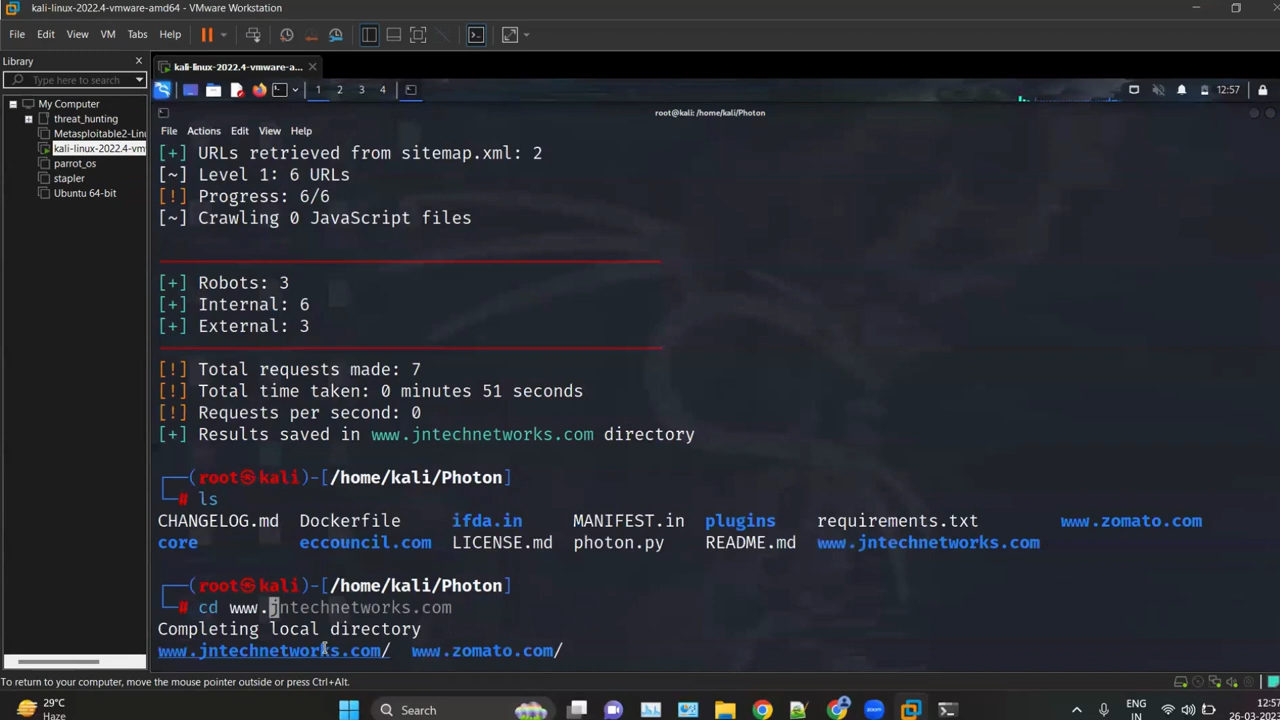 kali-linux-2022.4-vmware-amd64 - VMware Workstation
File Edit View VM Tabs Help
Library
Type here to search
My Computer
threat_hunting
Metasploitable2-Linu
kali-linux-2022.4-vm
parrot_os
stapler
Ubuntu 64-bit
kali-linux-2022.4-vmware-a...
1 2 3 4
12:57
root@kali: /home/kali/Photon
File Actions Edit View Help
[+] URLs retrieved from sitemap.xml: 2
[~] Level 1: 6 URLs
[!] Progress: 6/6
[~] Crawling 0 JavaScript files
[+] Robots: 3
[+] Internal: 6
[+] External: 3
[!] Total requests made: 7
[!] Total time taken: 0 minutes 51 seconds
[!] Requests per second: 0
[+] Results saved in www.jntechnetworks.com directory
(root㉿kali)-[/home/kali/Photon]
# ls
CHANGELOG.md Dockerfile ifda.in MANIFEST.in plugins requirements.txt www.zomato.com
core eccouncil.com LICENSE.md photon.py README.md www.jntechnetworks.com
(root㉿kali)-[/home/kali/Photon]
# cd www.jntechnetworks.com
Completing local directory
www.jntechnetworks.com/ www.zomato.com/
To return to your computer, move the mouse pointer outside or press Ctrl+Alt.
29°C
Haze
Search
zoom
ENG
IN
12:57
26-03-202